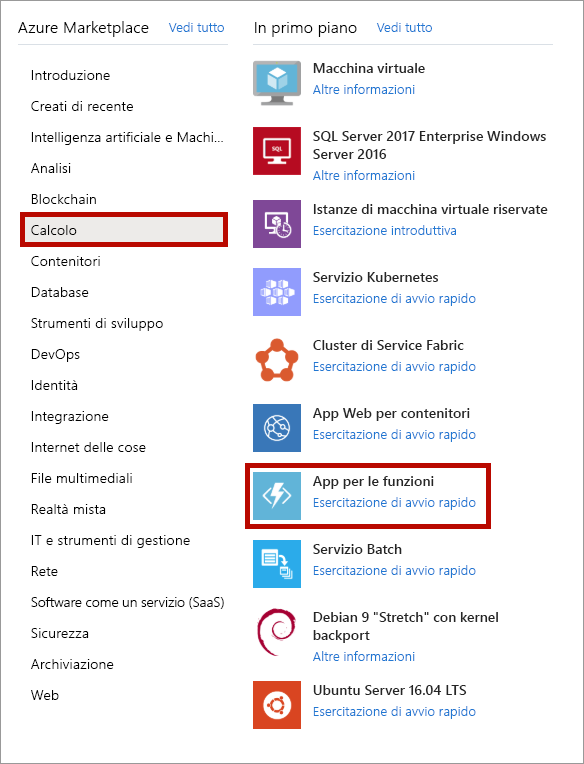 Azure Marketplace Vedi tutto
Introduzione
Creati di recente
Intelligenza artificiale e Machi...
Analisi
Blockchain
Calcolo
Contenitori
Database
Strumenti di sviluppo
DevOps
Identità
Integrazione
Internet delle cose
File multimediali
Realtà mista
IT e strumenti di gestione
Rete
Software come un servizio (SaaS)
Sicurezza
Archiviazione
Web
In primo piano Vedi tutto
Macchina virtuale
Altre informazioni
SQL
SQL Server 2017 Enterprise Windows
Server 2016
Altre informazioni
Istanze di macchina virtuale riservate
Esercitazione introduttiva
Servizio Kubernetes
Esercitazione di avvio rapido
Cluster di Service Fabric
Esercitazione di avvio rapido
App Web per contenitori
Esercitazione di avvio rapido
App per le funzioni
Esercitazione di avvio rapido
Servizio Batch
Esercitazione di avvio rapido
Debian 9 "Stretch" con kernel
backport
Altre informazioni
Ubuntu Server 16.04 LTS
Esercitazione di avvio rapido